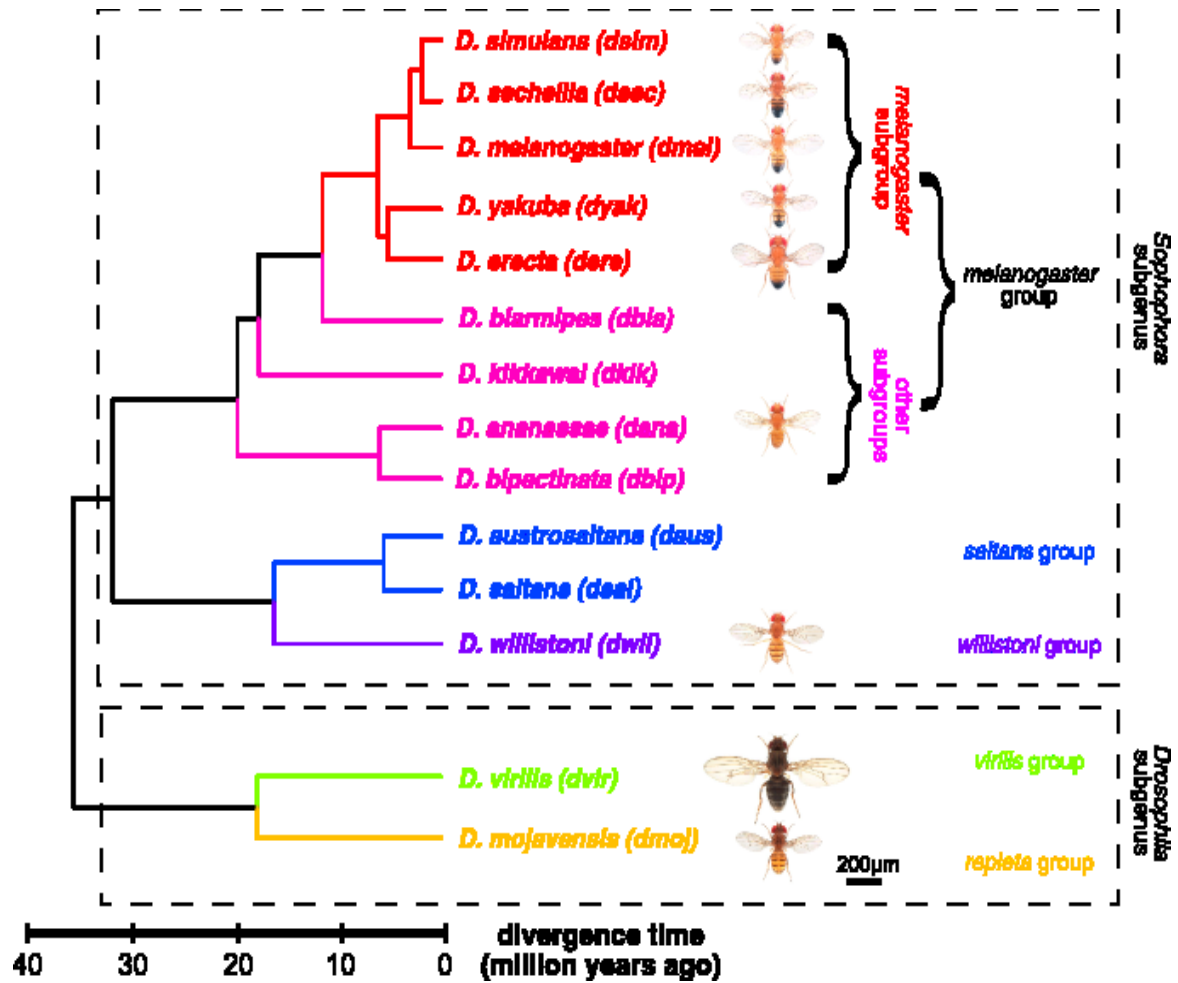 D. simulans (dsim)
D. sechellia (dsec)
D. melanogaster (dmel)
D. yakuba (dyak)
D. erecta (dere)
D. biarmipes (dbia)
D. kikkawai (dkik)
D. ananassae (dana)
D. bipectinata (dbip)
D. austrosaltans (daus)
D. saltans (dsal)
D. willistoni (dwil)
D. virilis (dvir)
D. mojavensis (dmoj)
melanogaster
subgroup
other
subgroups
melanogaster
group
saltans group
willistoni group
virilis group
repleta group
Sophophora
subgenus
Drosophila
subgenus
200µm
40 30 20 10 0
divergence time
(million years ago)